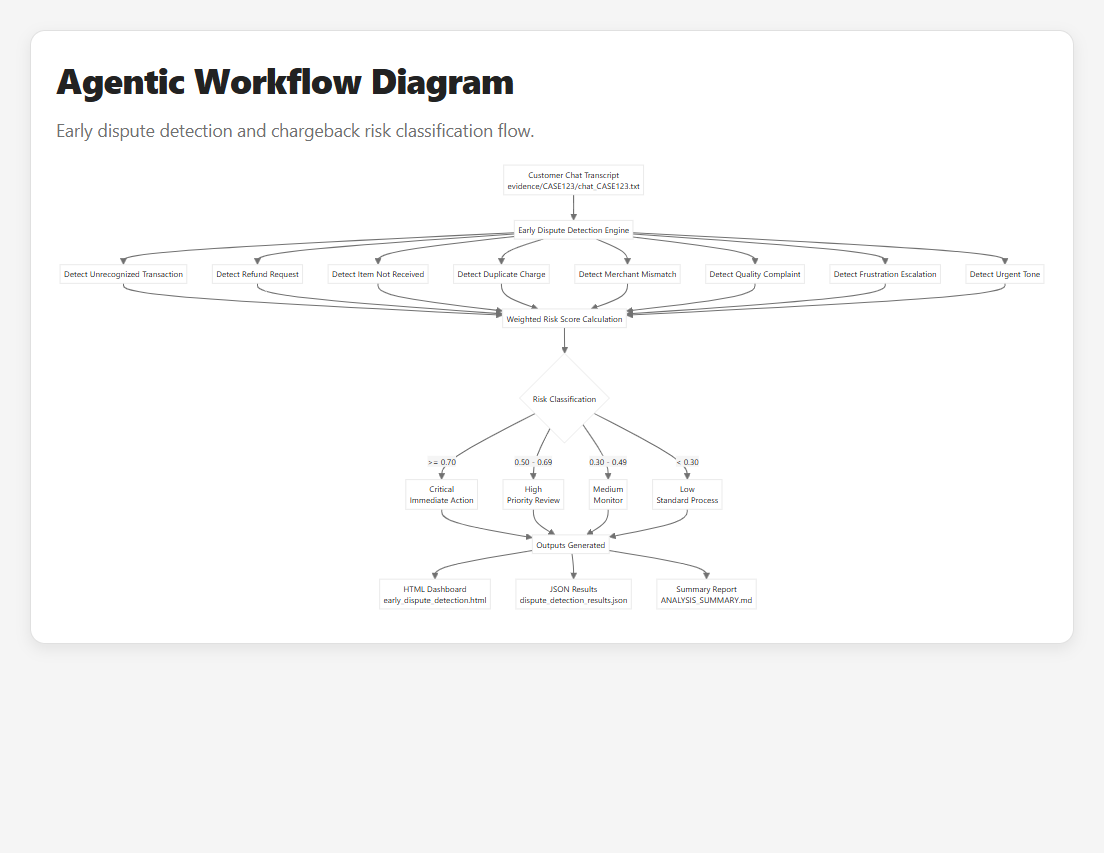 Agentic Workflow Diagram
Early dispute detection and chargeback risk classification flow.
Customer Chat Transcript
evidence/CASE123/chat_CASE123.txt
Early Dispute Detection Engine
Detect Unrecognized Transaction
Detect Refund Request
Detect Item Not Received
Detect Duplicate Charge
Detect Merchant Mismatch
Detect Quality Complaint
Detect Frustration Escalation
Detect Urgent Tone
Weighted Risk Score Calculation
Risk Classification
>= 0.70
0.50 - 0.69
0.30 - 0.49
< 0.30
Critical
Immediate Action
High
Priority Review
Medium
Monitor
Low
Standard Process
Outputs Generated
HTML Dashboard
early_dispute_detection.html
JSON Results
dispute_detection_results.json
Summary Report
ANALYSIS_SUMMARY.md